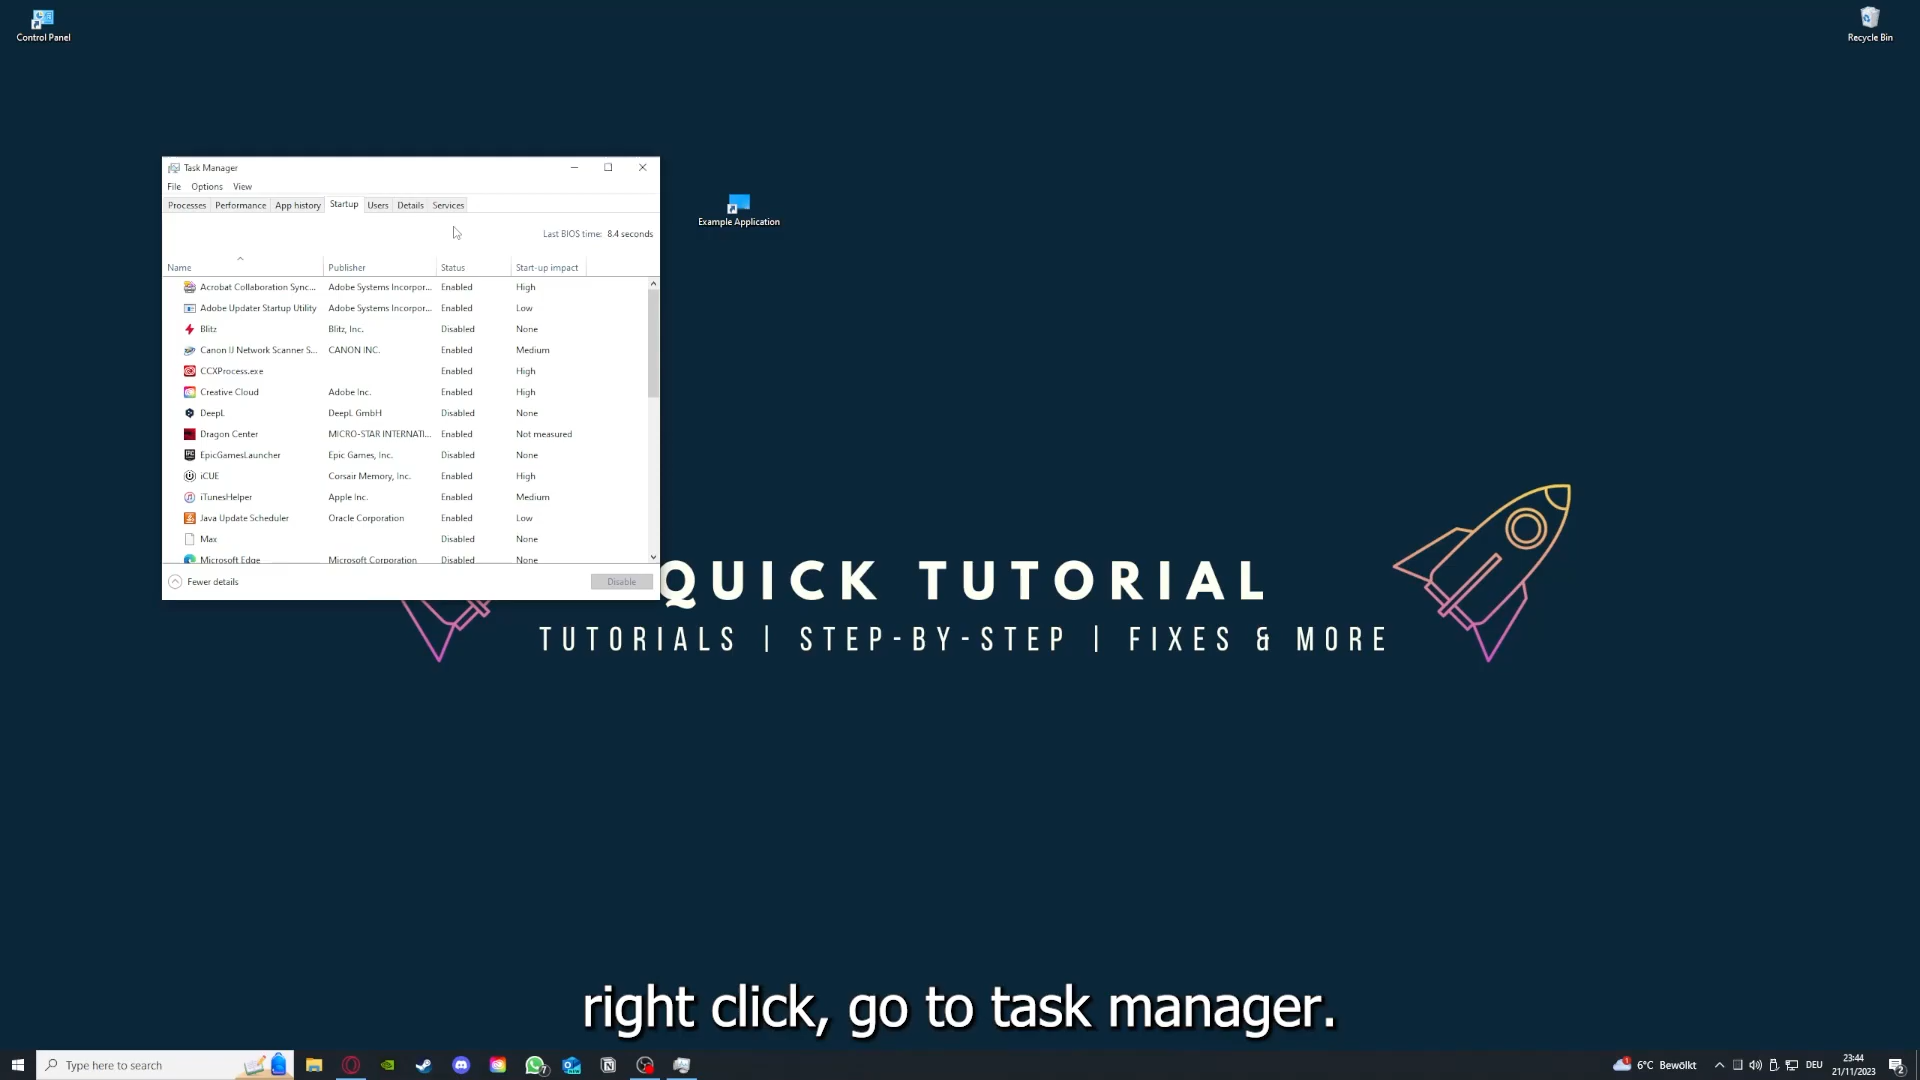 Control Panel
Recycle Bin
Task Manager
File Options View
Processes Performance App history Startup Users Details Services
Example Application
Last BIOS time: 8.4 seconds
Name Publisher Status Start-up impact
Acrobat Collaboration Sync... Adobe Systems Incorpor... Enabled High
Adobe Updater Startup Utility Adobe Systems Incorpor... Enabled Low
Blitz Blitz, Inc. Disabled None
Canon IJ Network Scanner S... CANON INC. Enabled Medium
CCXProcess.exe Enabled High
Creative Cloud Adobe Inc. Enabled High
DeepL DeepL GmbH Disabled None
Dragon Center MICRO-STAR INTERNATI... Enabled Not measured
EpicGamesLauncher Epic Games, Inc. Disabled None
iCUE Corsair Memory, Inc. Enabled High
iTunesHelper Apple Inc. Enabled Medium
Java Update Scheduler Oracle Corporation Enabled Low
Max Disabled None
Microsoft Edge Microsoft Corporation Disabled None
Fewer details Disable
QUICK TUTORIAL
TUTORIALS | STEP-BY-STEP | FIXES & MORE
right click, go to task manager.
Type here to search
7
1
6°C Bewölkt
DEU
23:44
21/11/2023
2